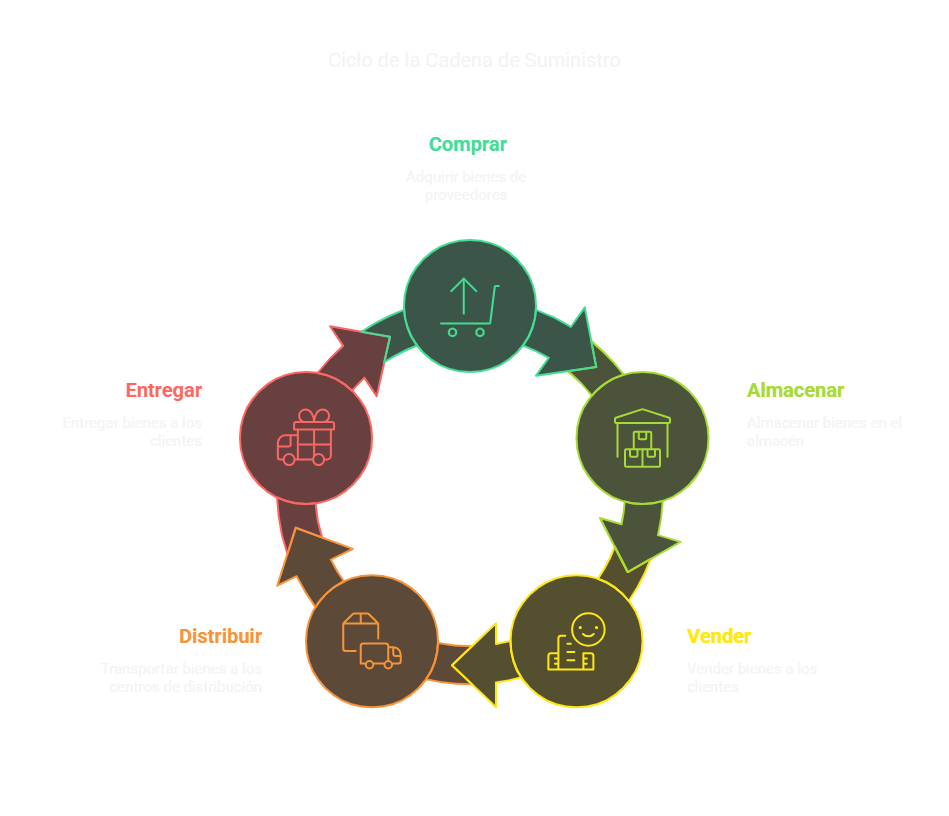 Ciclo de la Cadena de Suministro
Comprar
Adquirir bienes de
proveedores
Entregar
Entregar bienes a los
clientes
Almacenar
Almacenar bienes en el
almacén
Distribuir
Transportar bienes a los
centros de distribución
Vender
Vender bienes a los
clientes